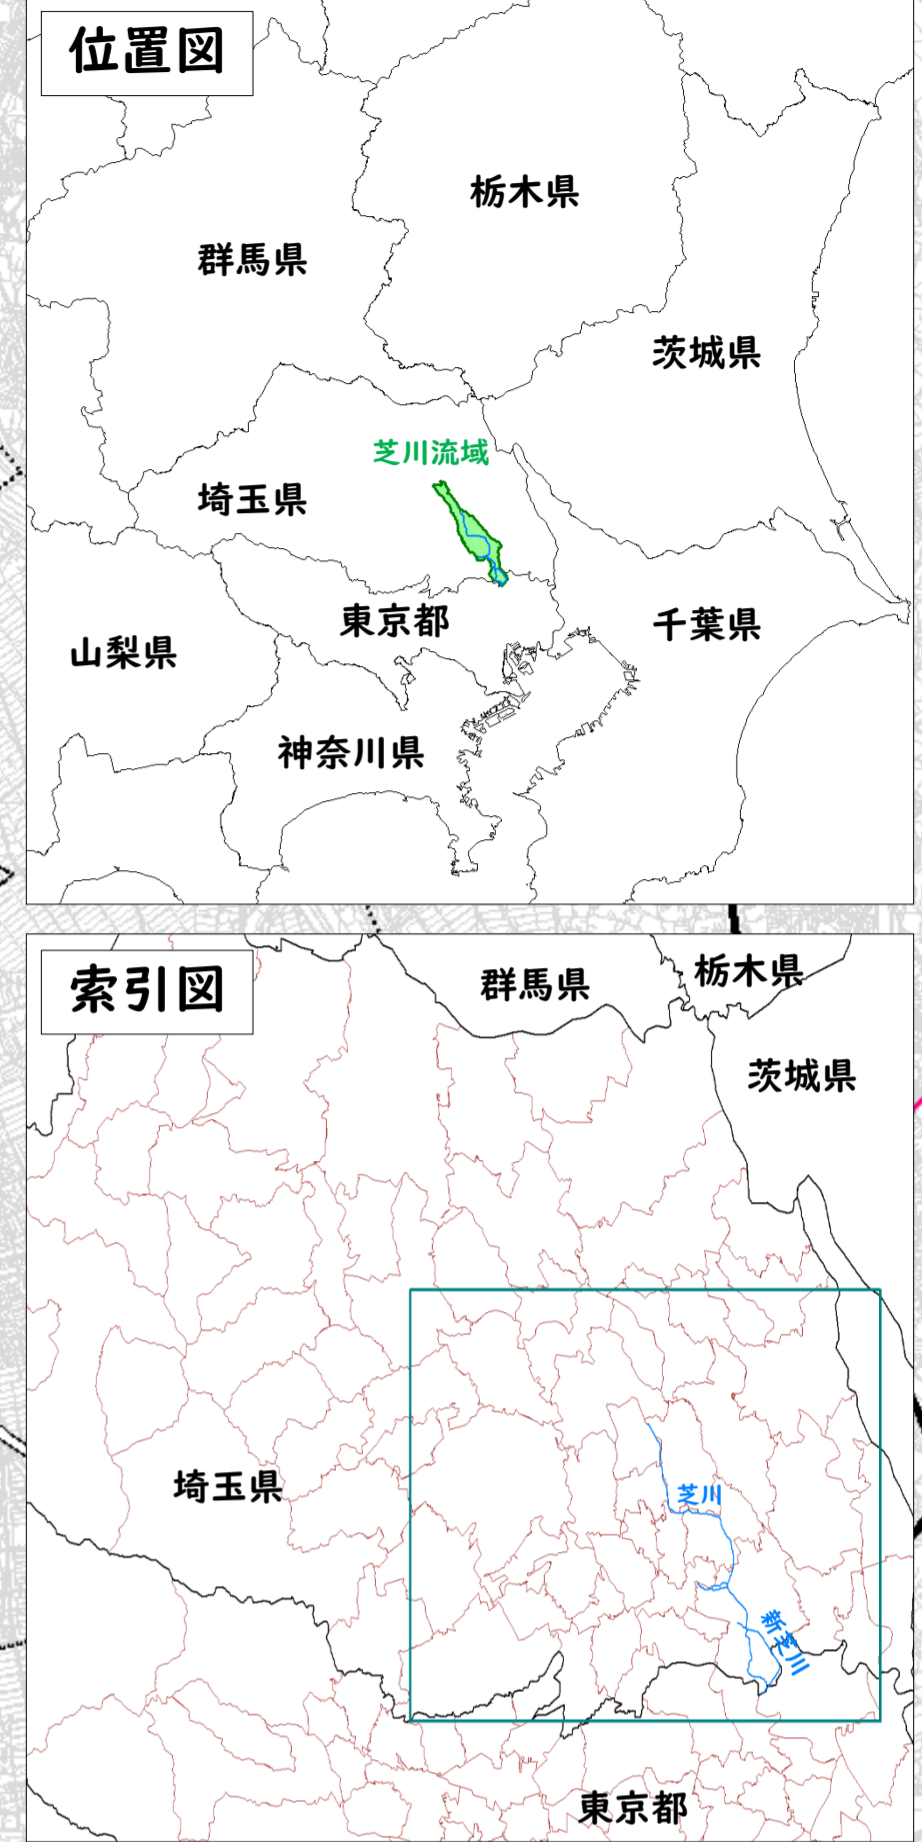 位置図
栃木県
群馬県
茨城県
芝川流域
埼玉県
東京都
千葉県
山梨県
神奈川県
索引図
群馬県
栃木県
茨城県
埼玉県
芝川
新芝川
東京都